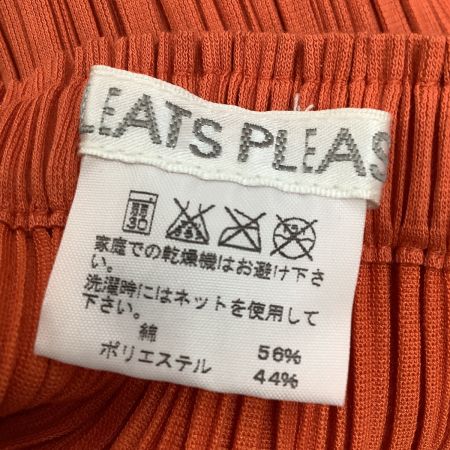 LEATS PLEAS
30
家庭での乾燥機はお避け下さ
い。
洗濯時にはネットを使用して
下さい。
綿 56%
ポリエステル 44%